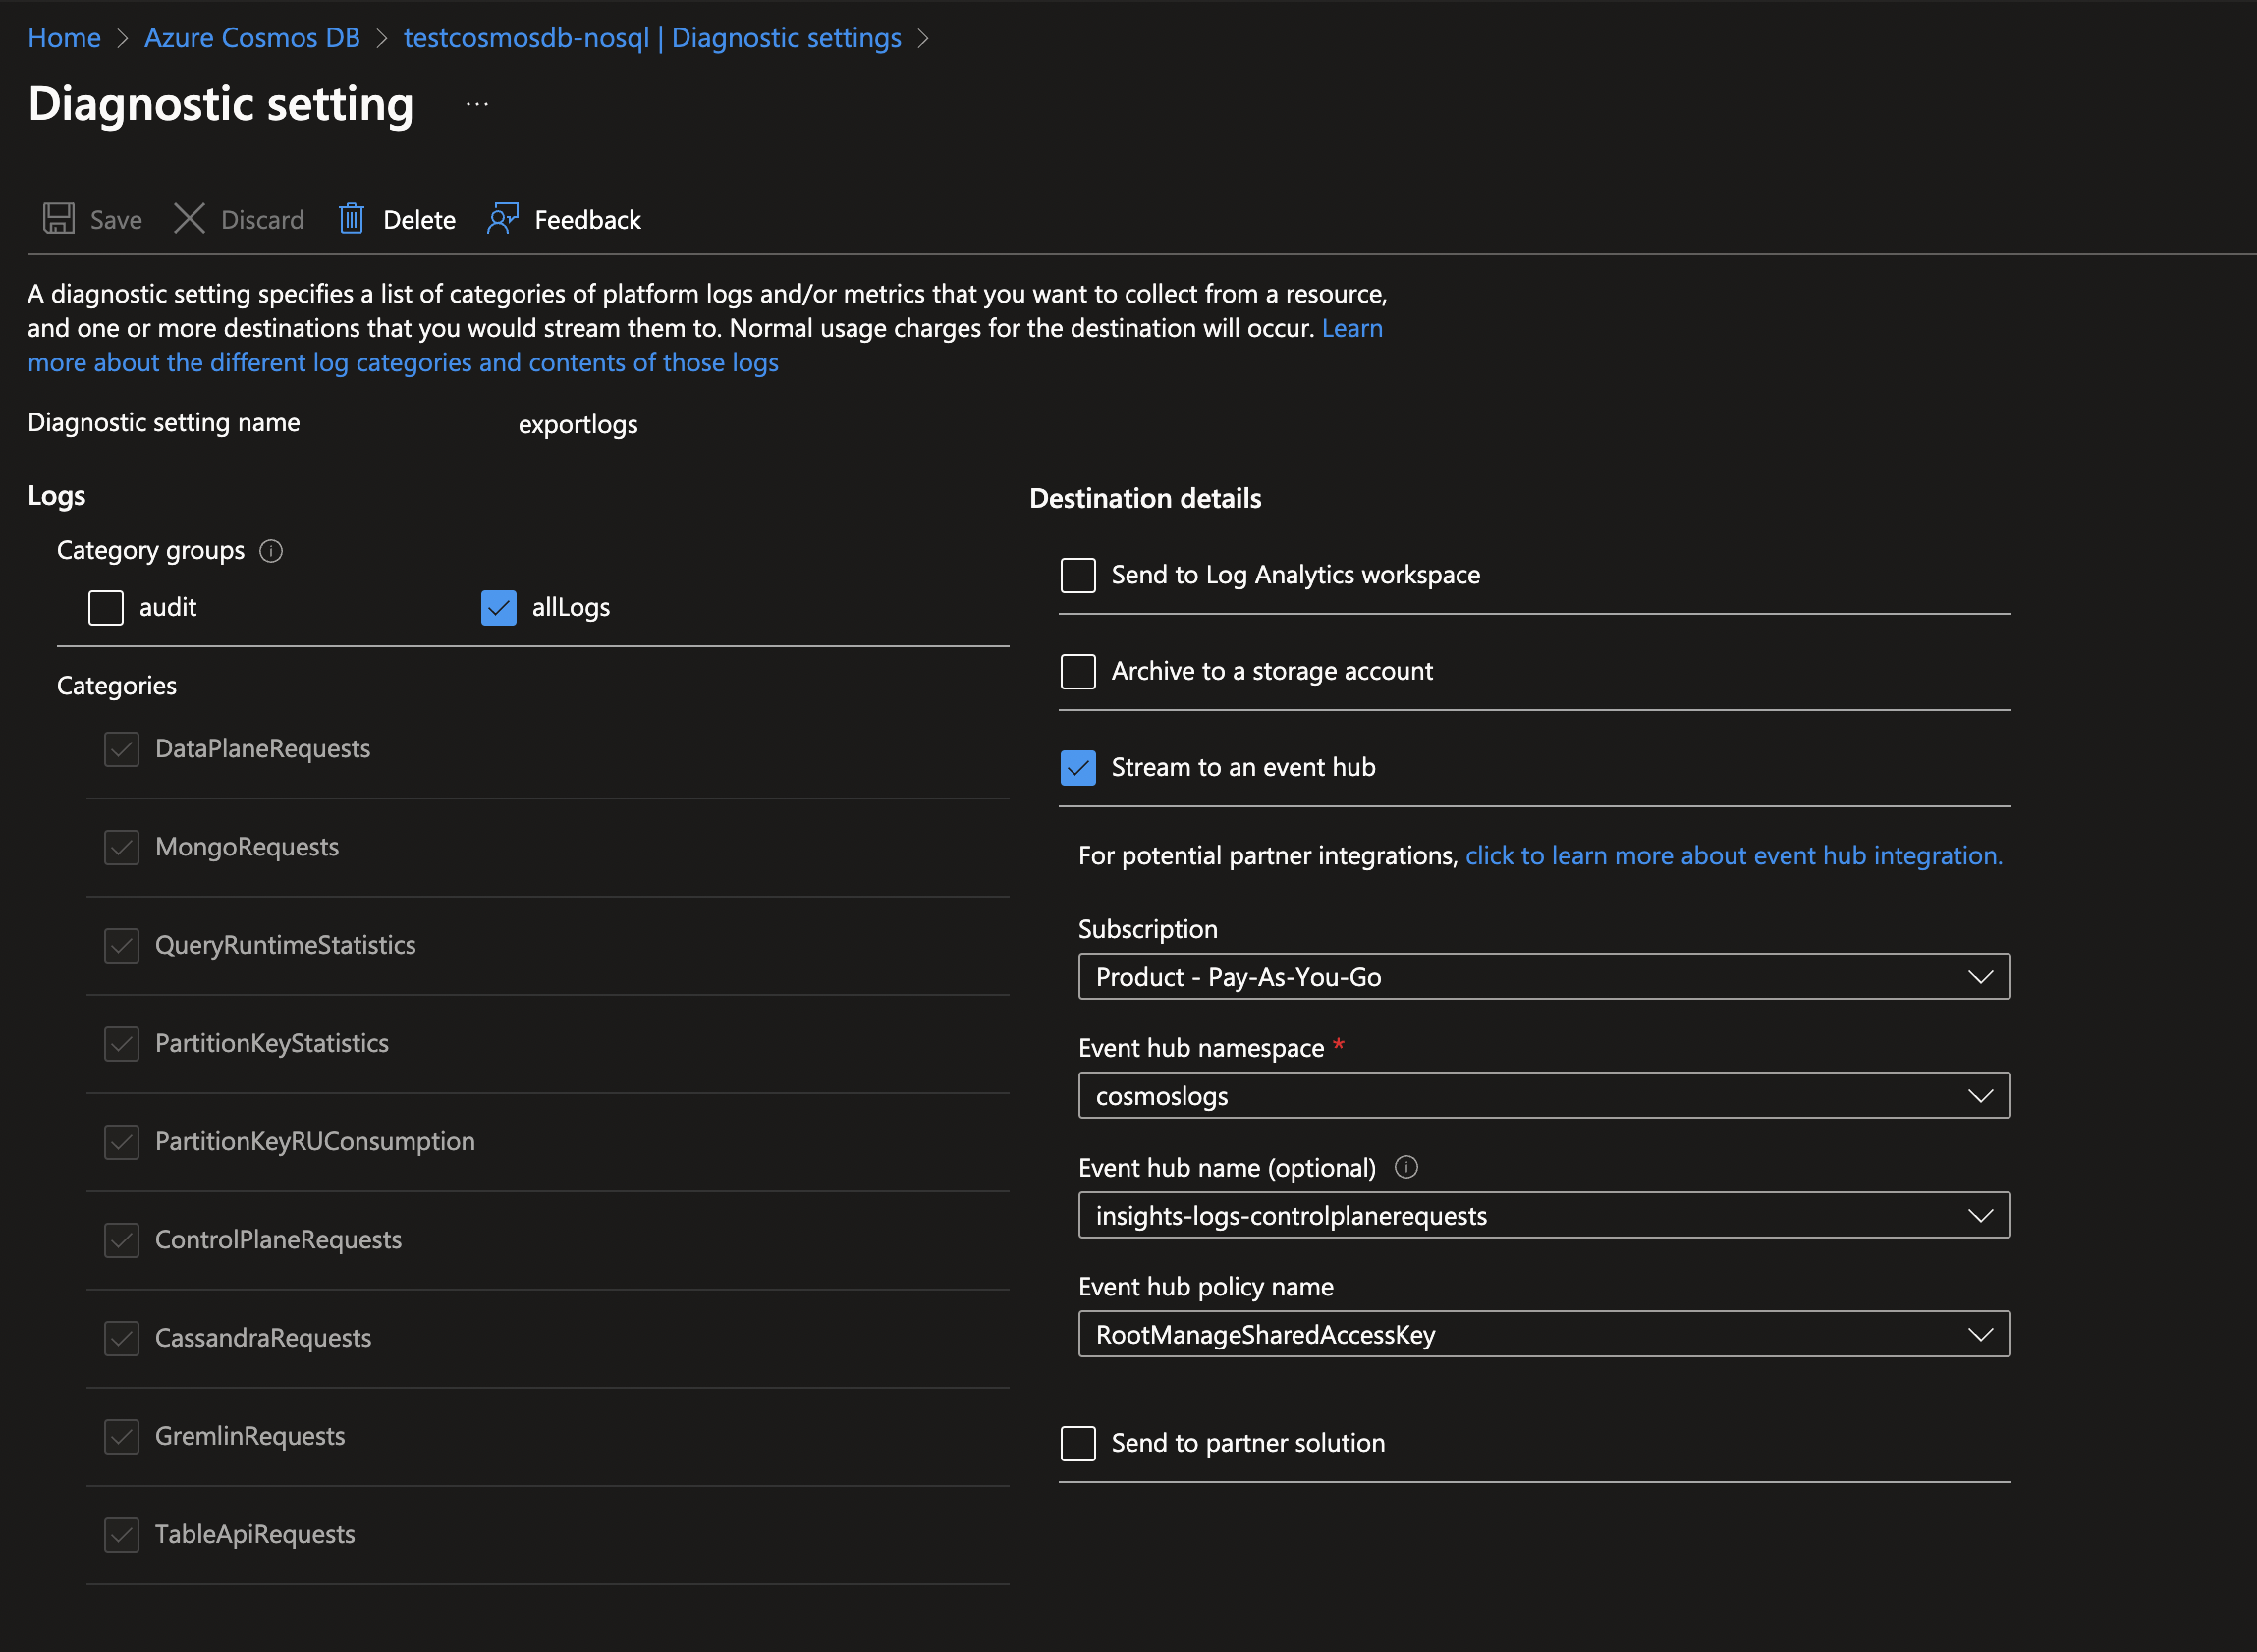 Home > Azure Cosmos DB > testcosmosdb-nosql | Diagnostic settings >
Diagnostic setting ...
Save Discard Delete Feedback
A diagnostic setting specifies a list of categories of platform logs and/or metrics that you want to collect from a resource,
and one or more destinations that you would stream them to. Normal usage charges for the destination will occur. Learn
more about the different log categories and contents of those logs
Diagnostic setting name exportlogs
Logs
Category groups
audit allLogs
Categories
DataPlaneRequests
MongoRequests
QueryRuntimeStatistics
PartitionKeyStatistics
PartitionKeyRUConsumption
ControlPlaneRequests
CassandraRequests
GremlinRequests
TableApiRequests
Destination details
Send to Log Analytics workspace
Archive to a storage account
Stream to an event hub
For potential partner integrations, click to learn more about event hub integration.
Subscription
Product - Pay-As-You-Go
Event hub namespace *
cosmoslogs
Event hub name (optional)
insights-logs-controlplanerequests
Event hub policy name
RootManageSharedAccessKey
Send to partner solution